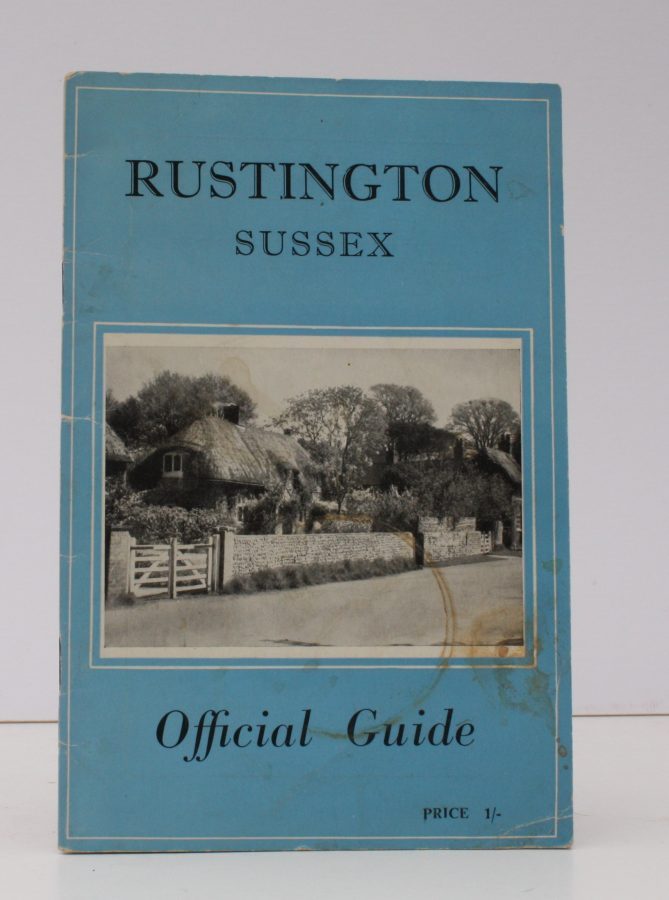 RUSTINGTON
SUSSEX
Official Guide
PRICE 1/-